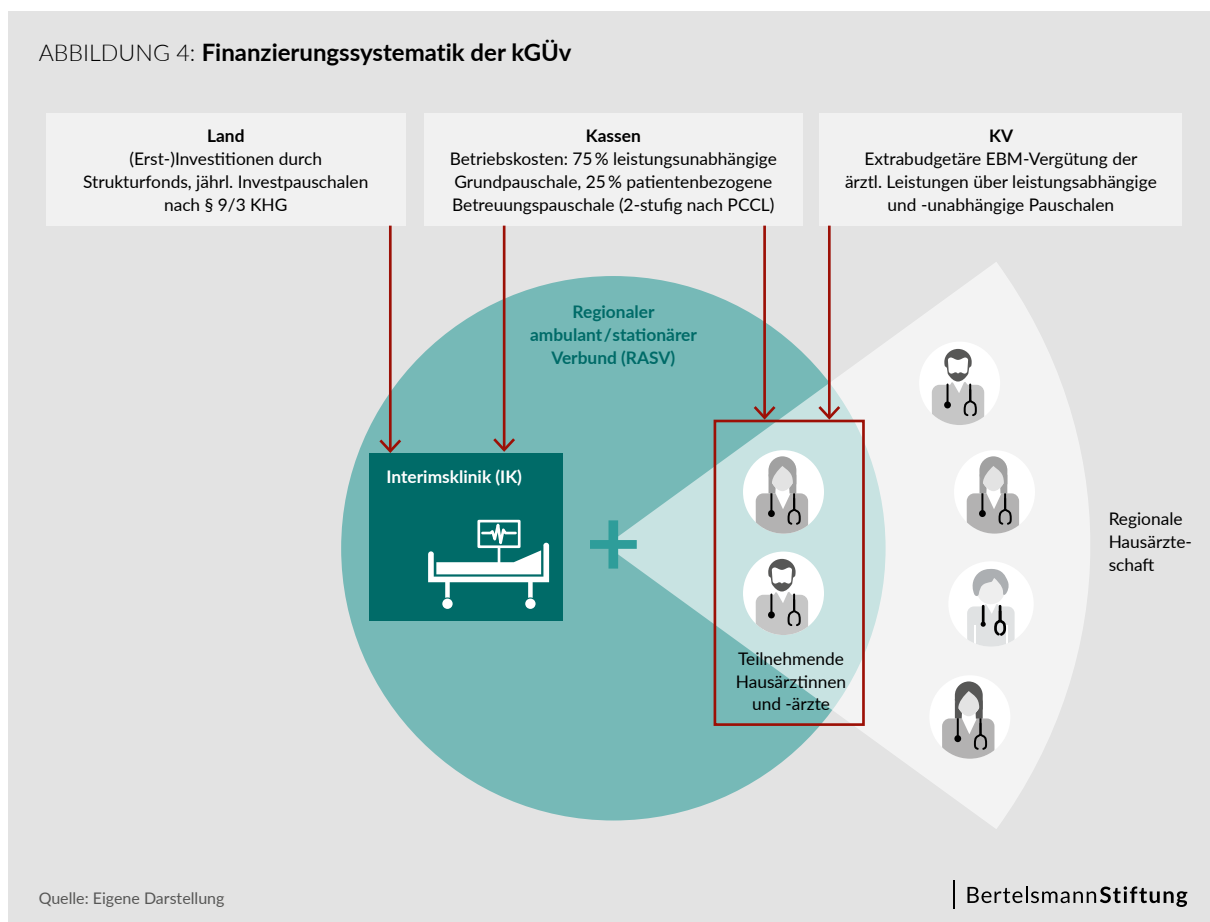 ABBILDUNG 4: Finanzierungssystematik der kGÜv
Land
(Erst-)Investitionen durch
Strukturfonds, jährl. Investpauschalen
nach § 9/3 KHG
Kassen
Betriebskosten: 75 % leistungsunabhängige
Grundpauschale, 25 % patientenbezogene
Betreuungspauschale (2-stufig nach PCCL)
KV
Extrabudgetäre EBM-Vergütung der
ärztl. Leistungen über leistungsabhängige
und -unabhängige Pauschalen
Regionaler
ambulant/stationärer
Verbund (RASV)
Interimsklinik (IK)
Teilnehmende
Hausärztinnen
und -ärzte
Regionale
Hausärzte-
schaft
Quelle: Eigene Darstellung
BertelsmannStiftung